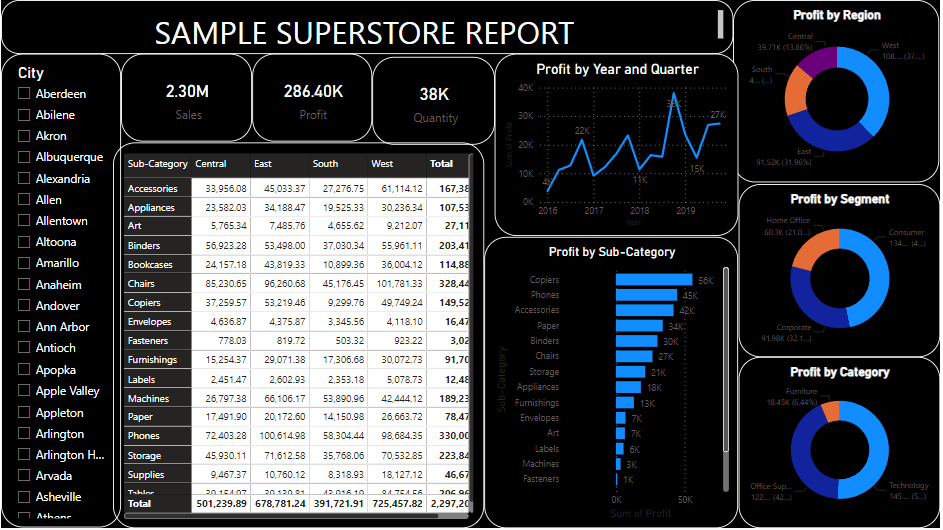 SAMPLE SUPERSTORE REPORT
City
Aberdeen
Abilene
Akron
Albuquerque
Alexandria
Allen
Allentown
Altoona
Amarillo
Anaheim
Andover
Ann Arbor
Antioch
Apopka
Apple Valley
Appleton
Arlington
Arlington H...
Arvada
Asheville
Athens
2.30M
Sales
286.40K
Profit
38K
Quantity
Sub-Category Central East South West Total
Accessories 33,956.08 45,033.37 27,276.75 61,114.12 167,38
Appliances 23,582.03 34,188.47 19,525.33 30,236.34 107,53
Art 5,765.34 7,485.76 4,655.62 9,212.07 27,11
Binders 56,923.28 53,498.00 37,030.34 55,961.11 203,41
Bookcases 24,157.18 43,819.33 10,899.36 36,004.12 114,88
Chairs 85,230.65 96,260.68 45,176.45 101,781.33 328,44
Copiers 37,259.57 53,219.46 9,299.76 49,749.24 149,52
Envelopes 4,636.87 4,375.87 3,345.56 4,118.10 16,47
Fasteners 778.03 819.72 503.32 923.22 3,02
Furnishings 15,254.37 29,071.38 17,306.68 30,072.73 91,70
Labels 2,451.47 2,602.93 2,353.18 5,078.73 12,48
Machines 26,797.38 66,106.17 53,890.96 42,444.12 189,23
Paper 17,491.90 20,172.60 14,150.98 26,663.72 78,47
Phones 72,403.28 100,614.98 58,304.44 98,684.35 330,00
Storage 45,930.11 71,612.58 35,768.06 70,532.85 223,84
Supplies 9,467.37 10,760.12 8,318.93 18,127.12 46,67
Tables
Total 501,239.89 678,781.24 391,721.91 725,457.82 2,297,20
Profit by Year and Quarter
Sum of Profit
40K
30K
20K
10K
0K
22K
11K
15K
27K
2016 2017 2018 2019
Year
Profit by Sub-Category
Sub-Category
Copiers 56K
Phones 45K
Accessories 42K
Paper 34K
Binders 30K
Chairs 27K
Storage 21K
Appliances 18K
Furnishings 13K
Envelopes 7K
Art 7K
Labels 6K
Machines 3K
Fasteners 1K
0K 50K
Sum of Profit
Profit by Region
Central
39.71K (13.86%)
South
4... (...)
West
108.... (37....)
East
91.52K (31.96%)
Profit by Segment
Home Office
60.3K (21.0...)
Consumer
134.... (4...)
Corporate
91.98K (32.1...)
Profit by Category
Furniture
18.45K (6.44%)
Office Sup...
122.... (42...)
Technology
145.... (5...)